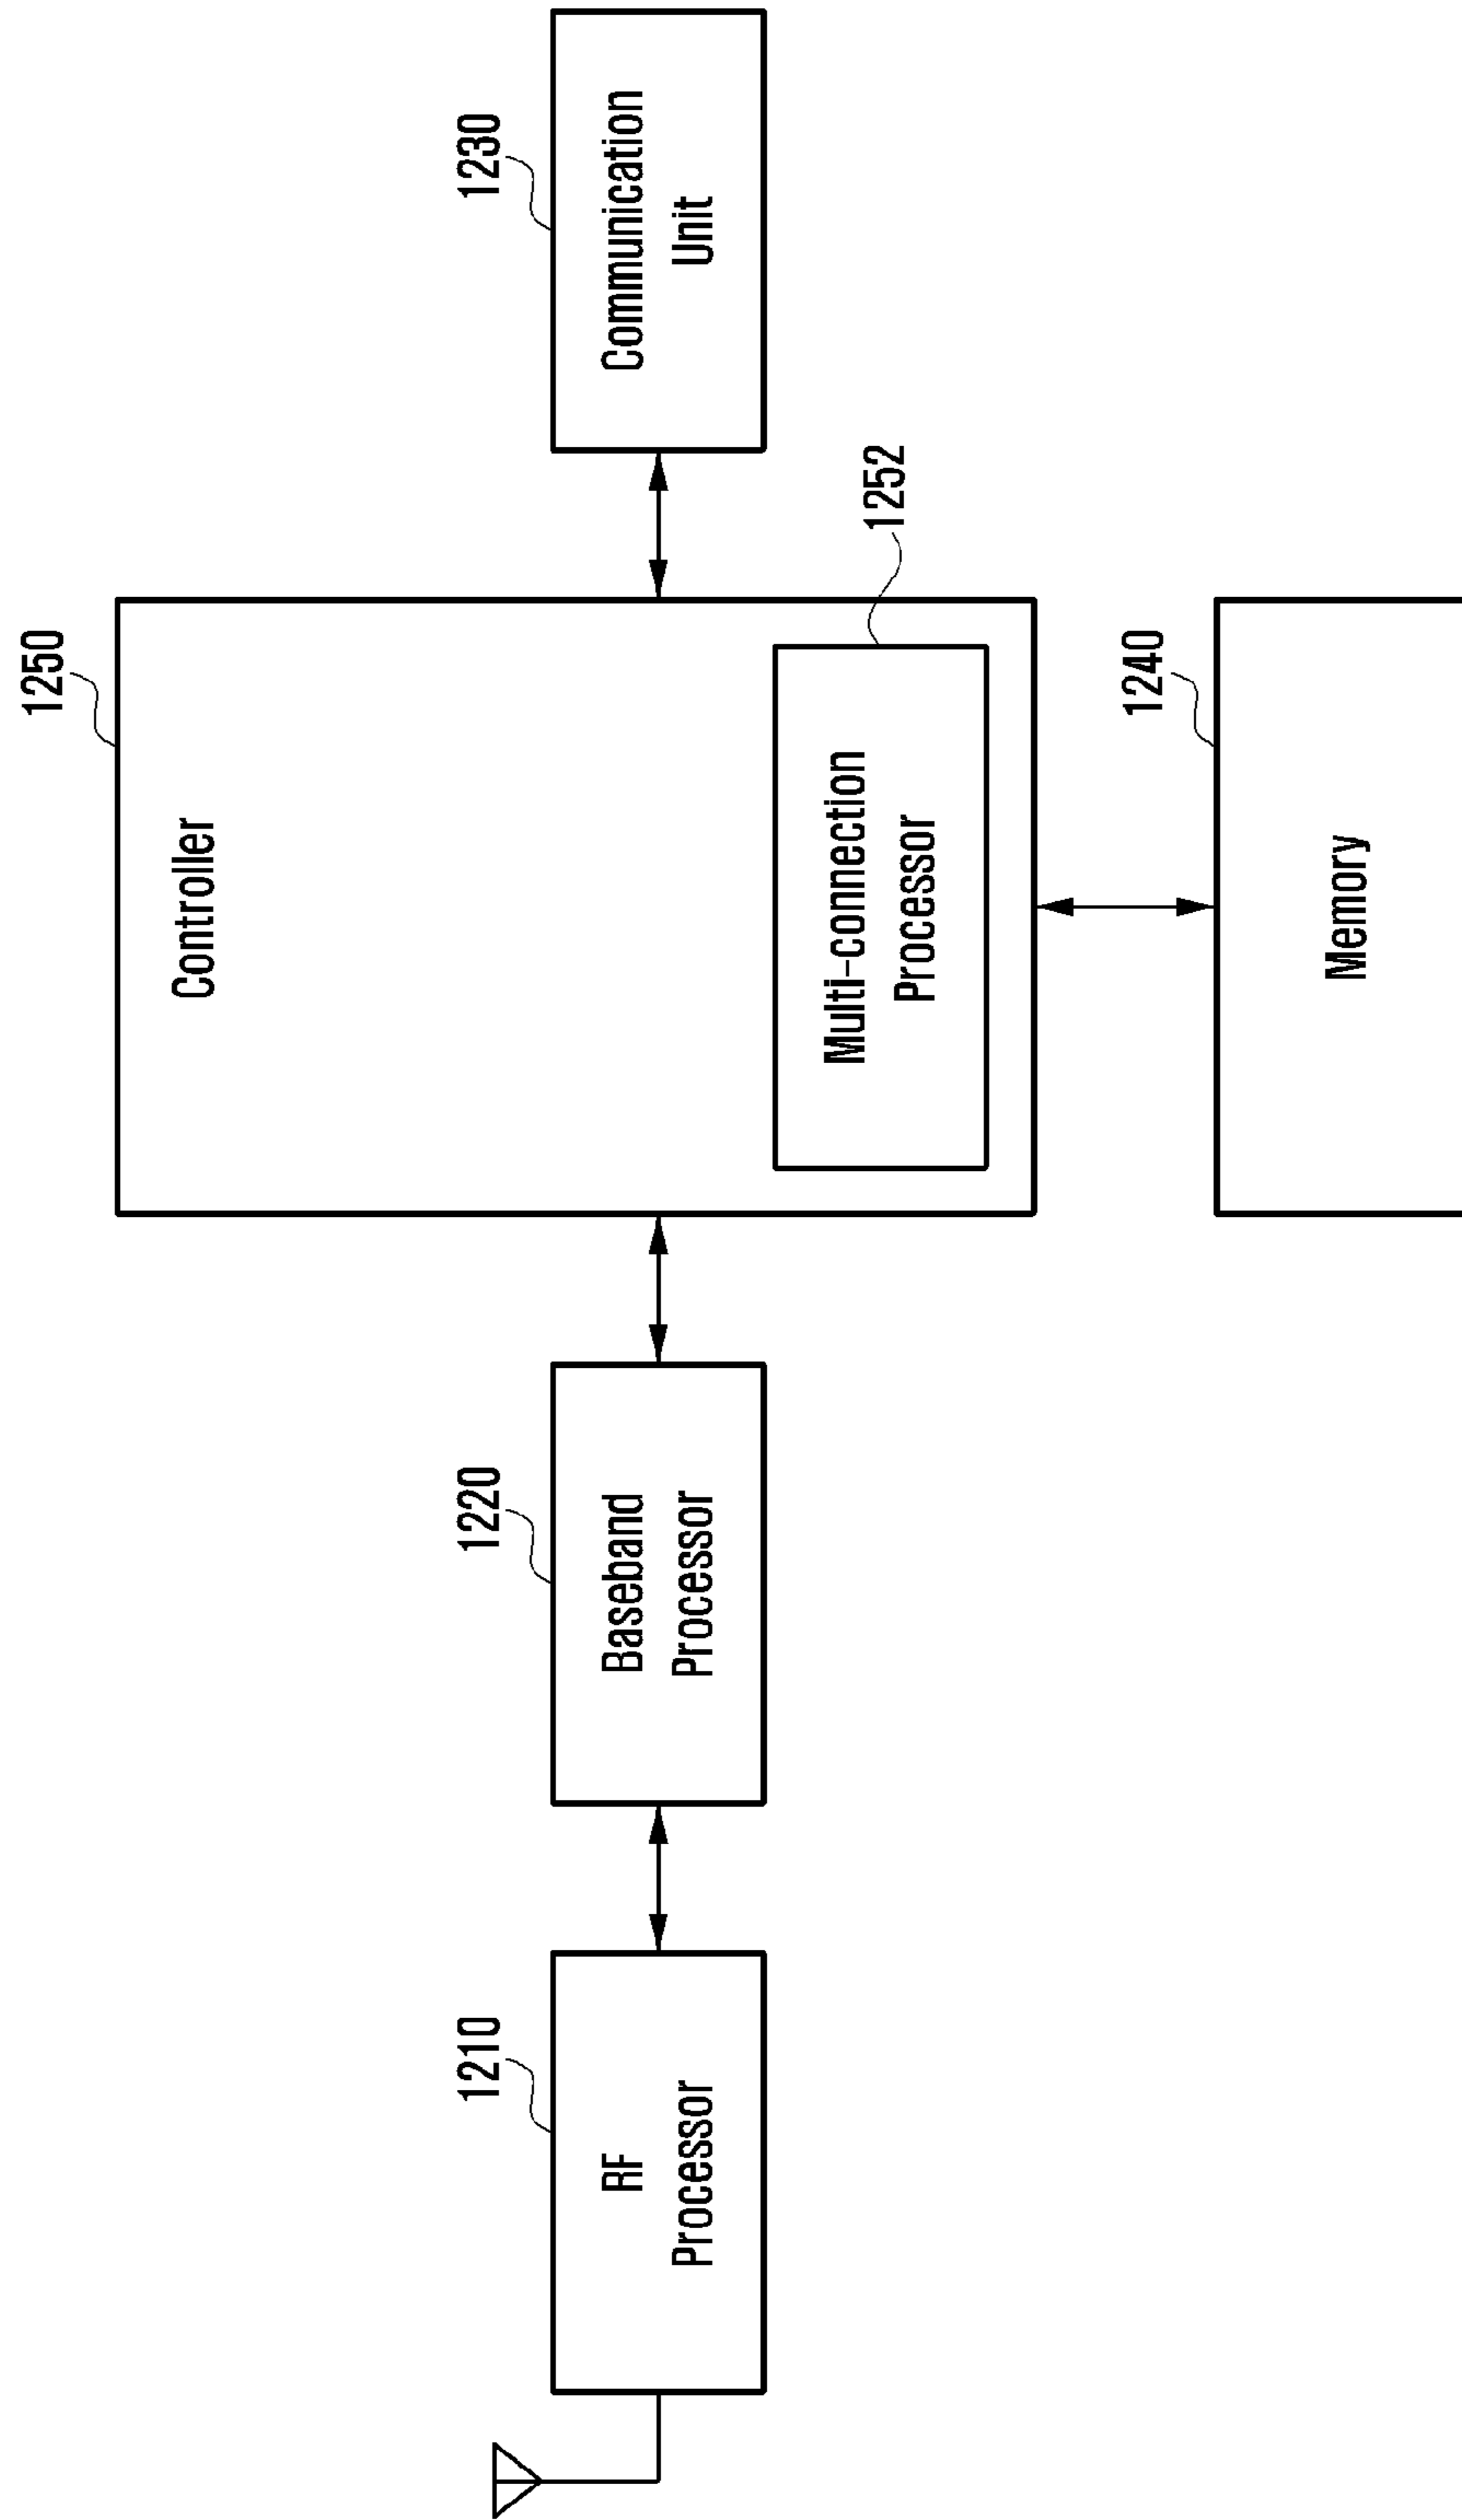 1250
Controller
1210
1220
1230
RF
Processor
Baseband
Processor
Communication
Unit
Multi-connection
Processor
1252
1240
Memory